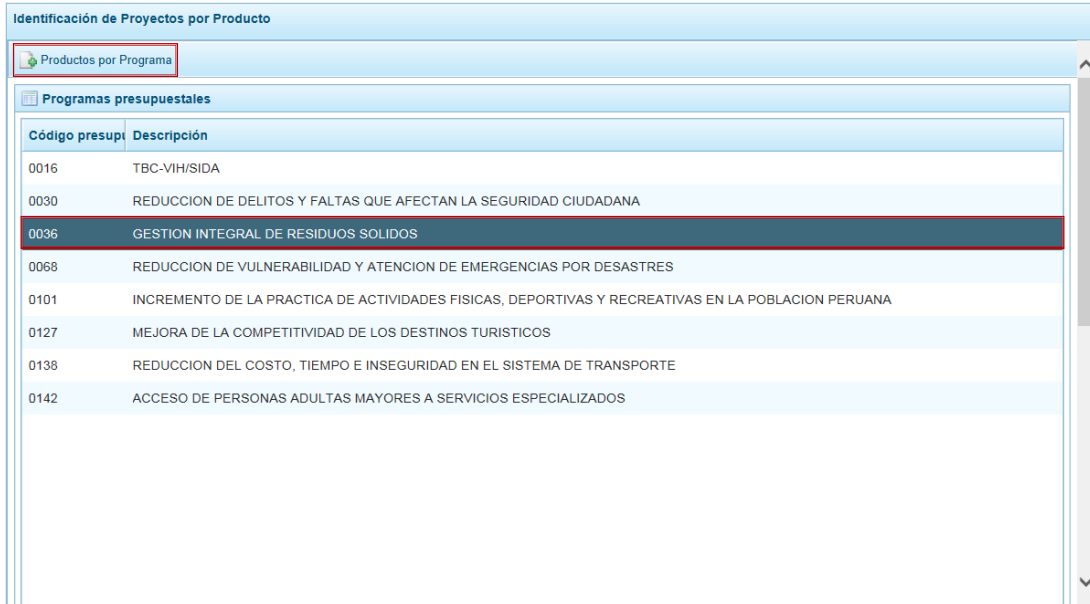 Identificación de Proyectos por Producto
Productos por Programa
Programas presupuestales
Código presupu Descripción
0016 TBC-VIH/SIDA
0030 REDUCCION DE DELITOS Y FALTAS QUE AFECTAN LA SEGURIDAD CIUDADANA
0036 GESTION INTEGRAL DE RESIDUOS SOLIDOS
0068 REDUCCION DE VULNERABILIDAD Y ATENCION DE EMERGENCIAS POR DESASTRES
0101 INCREMENTO DE LA PRACTICA DE ACTIVIDADES FISICAS, DEPORTIVAS Y RECREATIVAS EN LA POBLACION PERUANA
0127 MEJORA DE LA COMPETITIVIDAD DE LOS DESTINOS TURISTICOS
0138 REDUCCION DEL COSTO, TIEMPO E INSEGURIDAD EN EL SISTEMA DE TRANSPORTE
0142 ACCESO DE PERSONAS ADULTAS MAYORES A SERVICIOS ESPECIALIZADOS